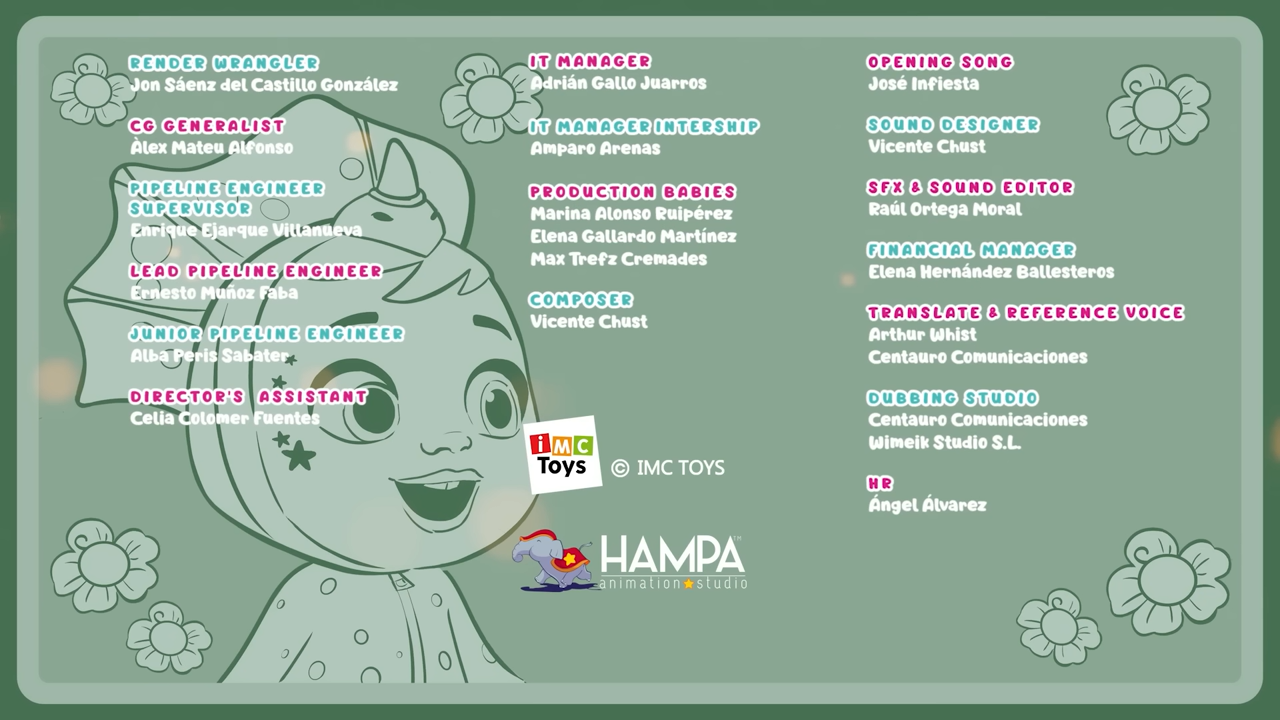 RENDER WRANGLER
Jon Sáenz del Castillo González
CG GENERALIST
Àlex Mateu Alfonso
PIPELINE ENGINEER
SUPERVISOR
Enrique Ejarque Villanueva
LEAD PIPELINE ENGINEER
Ernesto Muñoz Faba
JUNIOR PIPELINE ENGINEER
Alba Peris Sabater
DIRECTOR'S ASSISTANT
Celia Colomer Fuentes
IT MANAGER
Adrián Gallo Juarros
IT MANAGER INTERSHIP
Amparo Arenas
PRODUCTION BABIES
Marina Alonso Ruipérez
Elena Gallardo Martínez
Max Trefz Cremades
COMPOSER
Vicente Chust
iMC
Toys
© IMC TOYS
HAMPA™
animation studio
OPENING SONG
José Infiesta
SOUND DESIGNER
Vicente Chust
SFX & SOUND EDITOR
Raúl Ortega Moral
FINANCIAL MANAGER
Elena Hernández Ballesteros
TRANSLATE & REFERENCE VOICE
Arthur Whist
Centauro Comunicaciones
DUBBING STUDIO
Centauro Comunicaciones
Wimeik Studio S.L.
HR
Ángel Álvarez